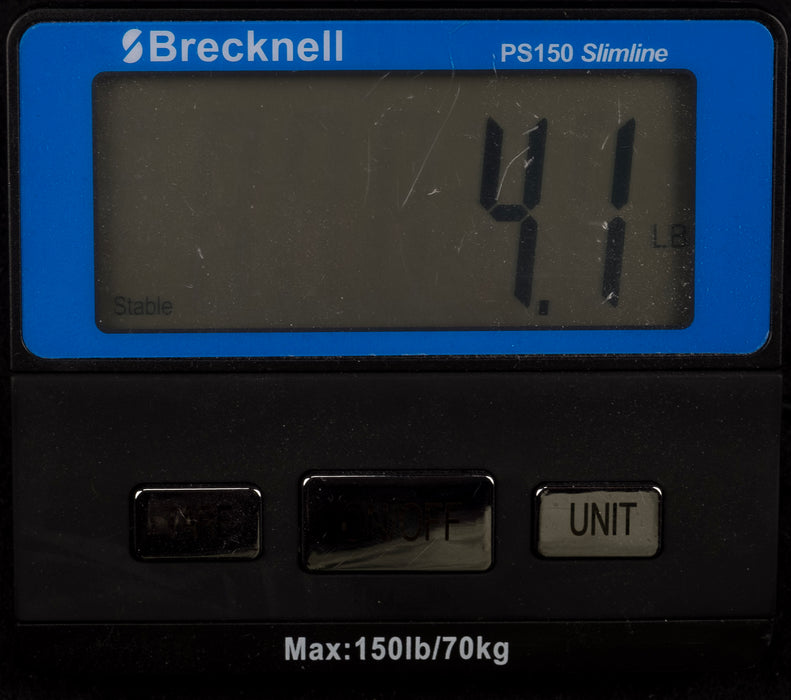 Brecknell
PS150 Slimline
4.1
LB
Stable
ON/OFF
UNIT
Max:150lb/70kg